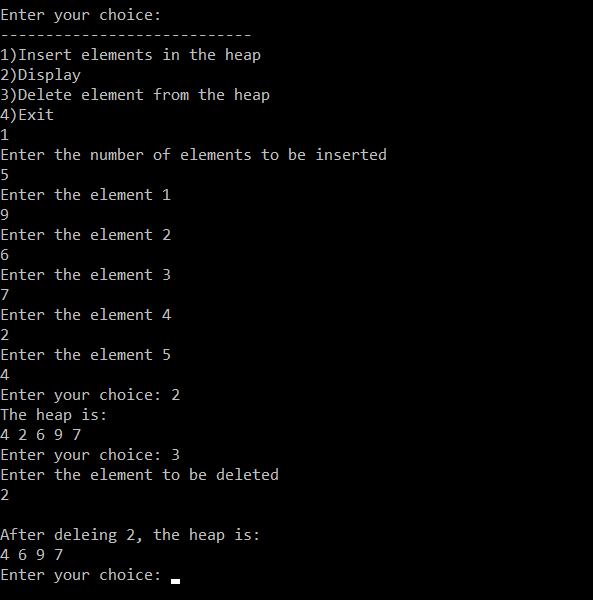 Enter your choice:
----------------------------
1)Insert elements in the heap
2)Display
3)Delete element from the heap
4)Exit
1
Enter the number of elements to be inserted
5
Enter the element 1
9
Enter the element 2
6
Enter the element 3
7
Enter the element 4
2
Enter the element 5
4
Enter your choice: 2
The heap is:
4 2 6 9 7
Enter your choice: 3
Enter the element to be deleted
2
After deleing 2, the heap is:
4 6 9 7
Enter your choice: